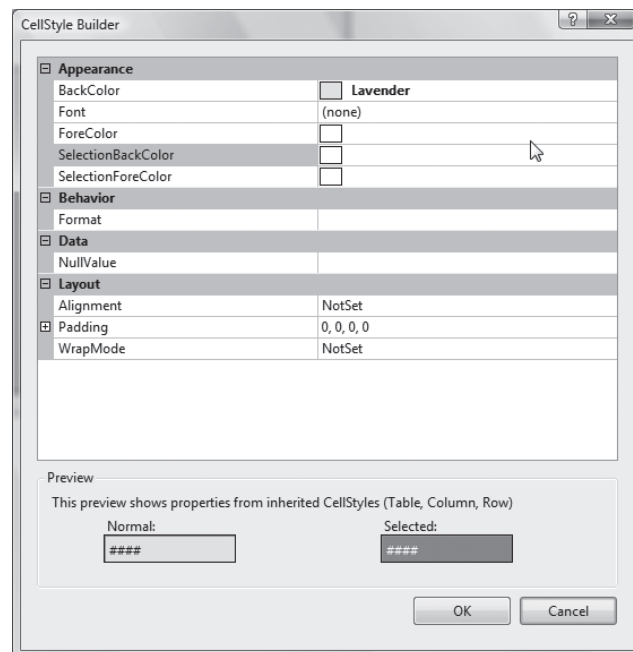 CellStyle Builder
?
Appearance
BackColor Lavender
Font (none)
ForeColor
SelectionBackColor
SelectionForeColor
Behavior
Format
Data
NullValue
Layout
Alignment NotSet
Padding 0, 0, 0, 0
WrapMode NotSet
Preview
This preview shows properties from inherited CellStyles (Table, Column, Row)
Normal: Selected:
#### ####
OK Cancel